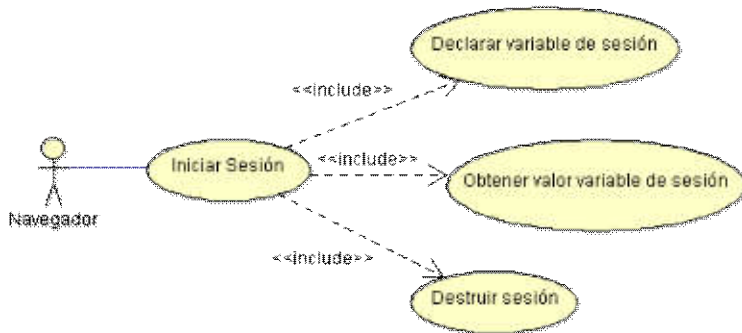 Declarar variable de sesión
<<include>>
Iniciar Sesión
<<include>>
Obtener valor variable de sesión
Navegador
<<include>>
Destruir sesión